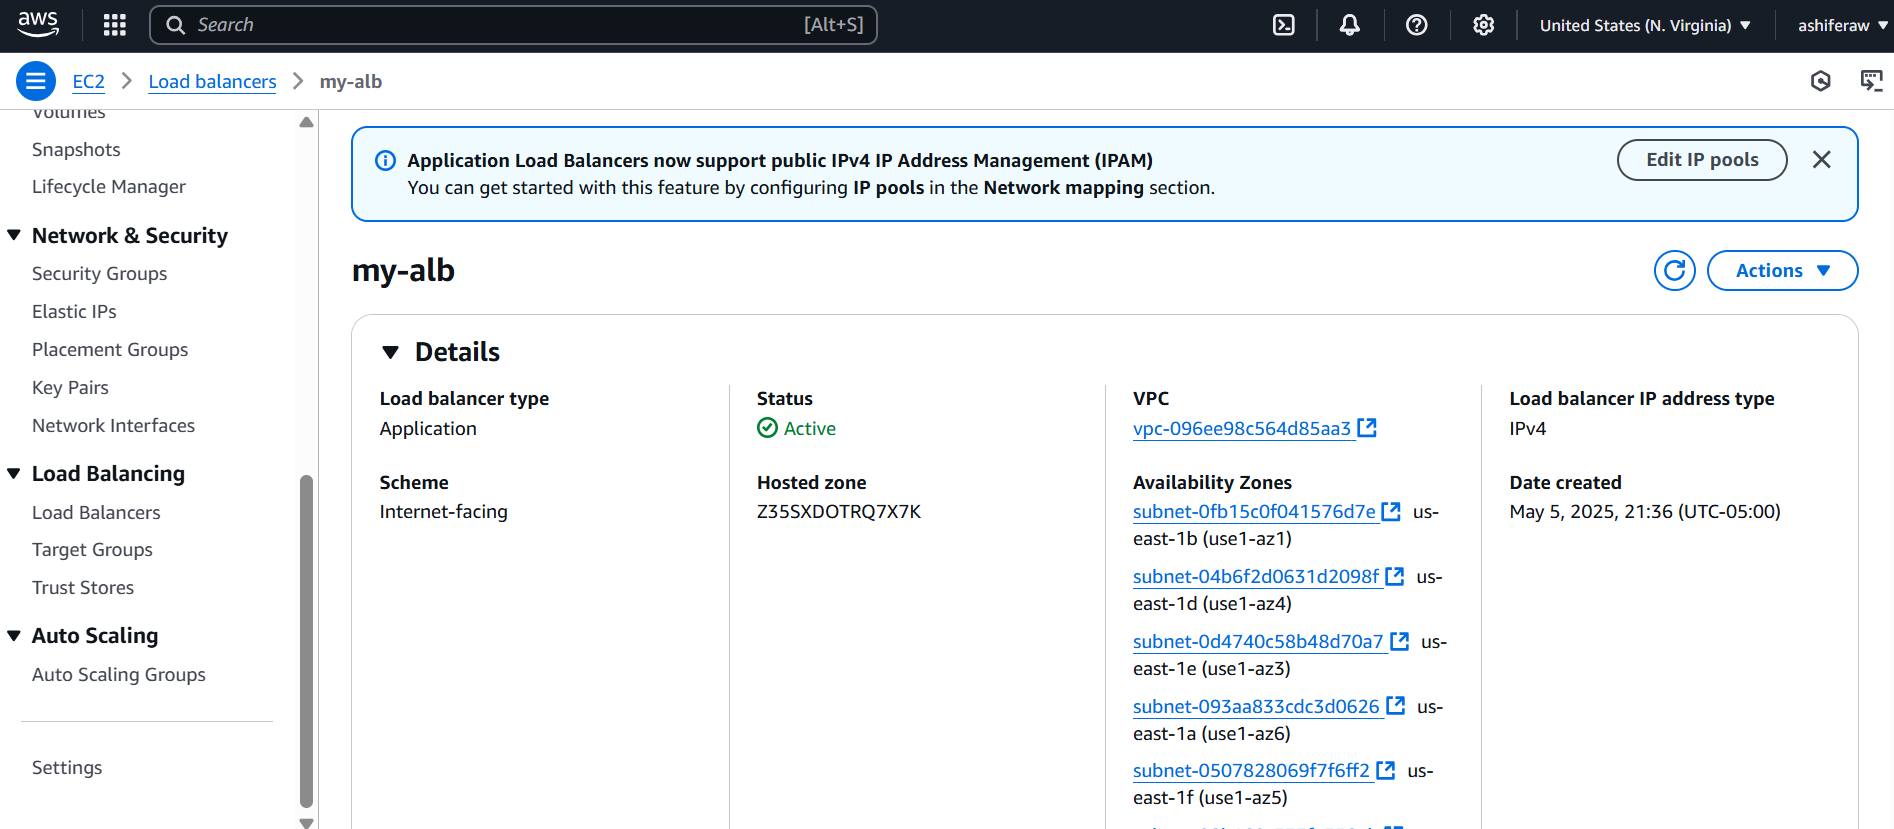 aws
Search [Alt+S]
United States (N. Virginia)
ashiferaw
EC2 Load balancers my-alb
Volumes
Snapshots
Lifecycle Manager
Network & Security
Security Groups
Elastic IPs
Placement Groups
Key Pairs
Network Interfaces
Load Balancing
Load Balancers
Target Groups
Trust Stores
Auto Scaling
Auto Scaling Groups
Settings
Application Load Balancers now support public IPv4 IP Address Management (IPAM)
You can get started with this feature by configuring IP pools in the Network mapping section.
Edit IP pools
my-alb
Actions
Details
Load balancer type
Application
Scheme
Internet-facing
Status
Active
Hosted zone
Z35SXDOTRQ7X7K
VPC
vpc-096ee98c564d85aa3
Availability Zones
subnet-0fb15c0f041576d7e us-
east-1b (use1-az1)
subnet-04b6f2d0631d2098f us-
east-1d (use1-az4)
subnet-0d4740c58b48d70a7 us-
east-1e (use1-az3)
subnet-093aa833cdc3d0626 us-
east-1a (use1-az6)
subnet-0507828069f7f6ff2 us-
east-1f (use1-az5)
Load balancer IP address type
IPv4
Date created
May 5, 2025, 21:36 (UTC-05:00)